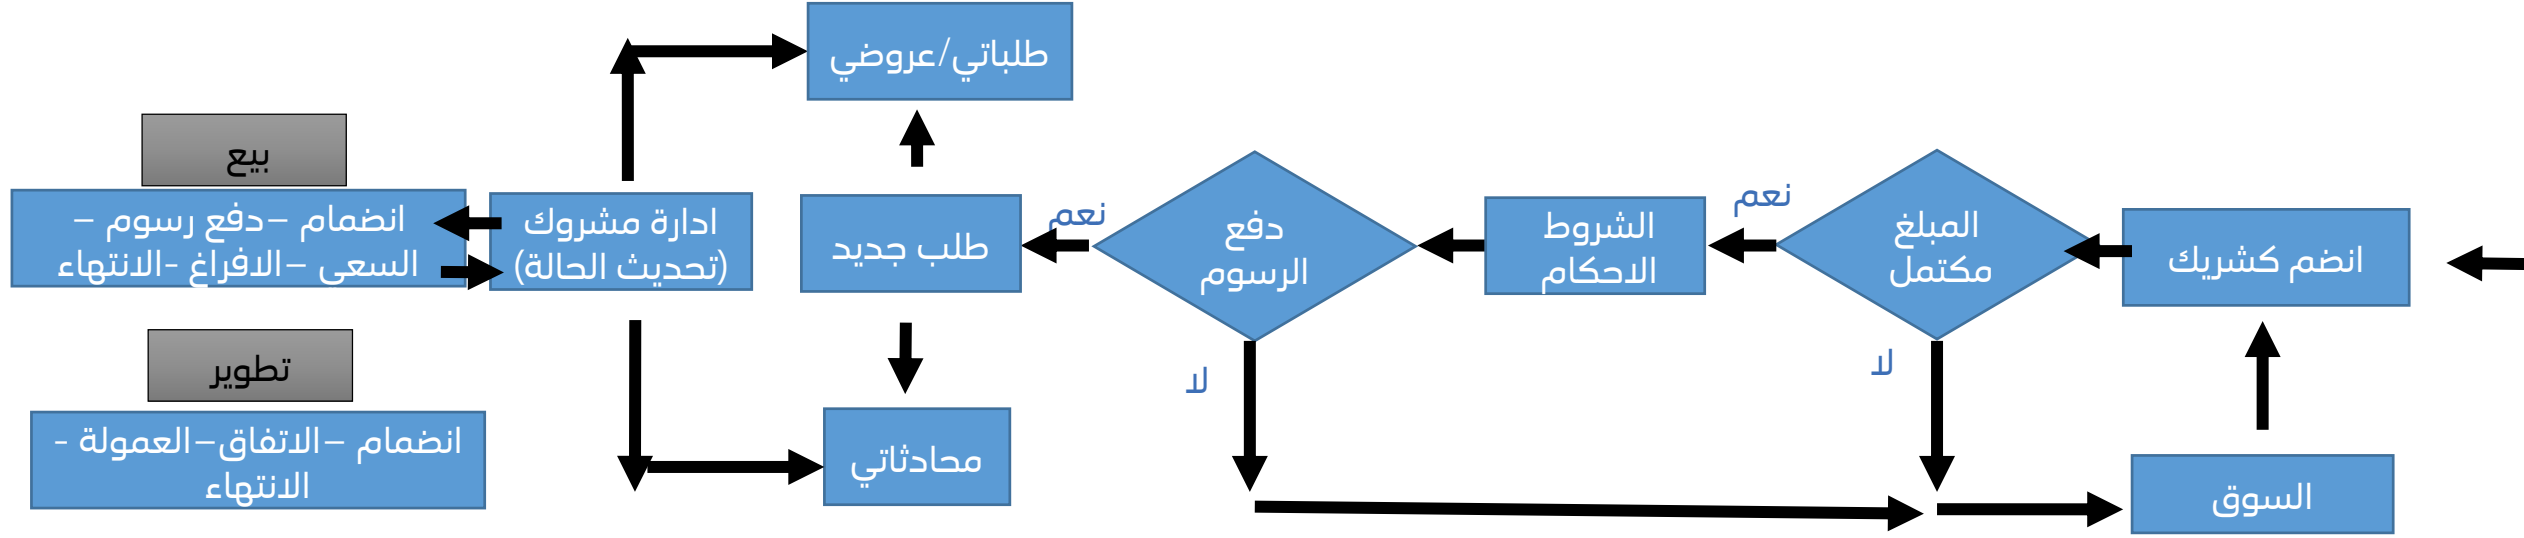 طلباتي/عروضي
انضم كشريك
المبلغ
مكتمل
نعم
لا
السوق
الشروط
الاحكام
دفع
الرسوم
نعم
لا
طلب جديد
محادثاتي
ادارة مشروك
(تحديث الحالة)
بيع
انضمام –دفع رسوم –
السعي –الافراغ -الانتهاء
تطوير
انضمام –الاتفاق–العمولة -
الانتهاء